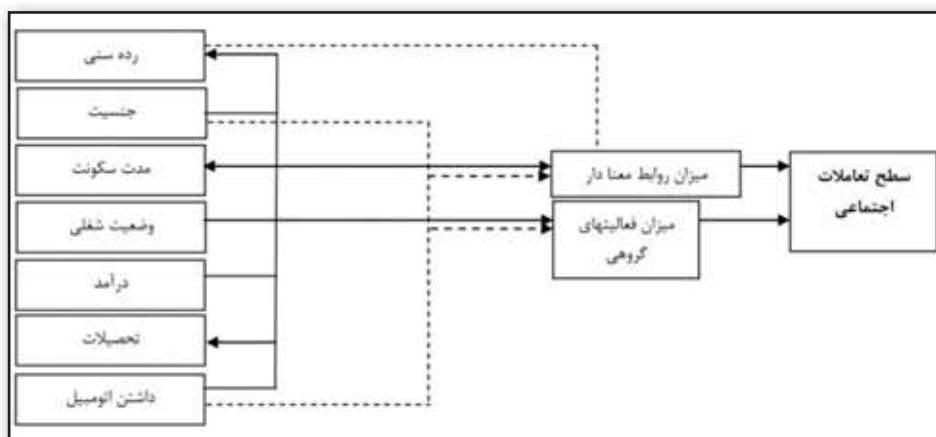 رده سنی
جنسیت
مدت سکونت
وضعیت شغلی
درآمد
تحصیلات
داشتن اتومبیل
میزان روابط معنا دار
میزان فعالیتهای
گروهی
سطح تعاملات
اجتماعی